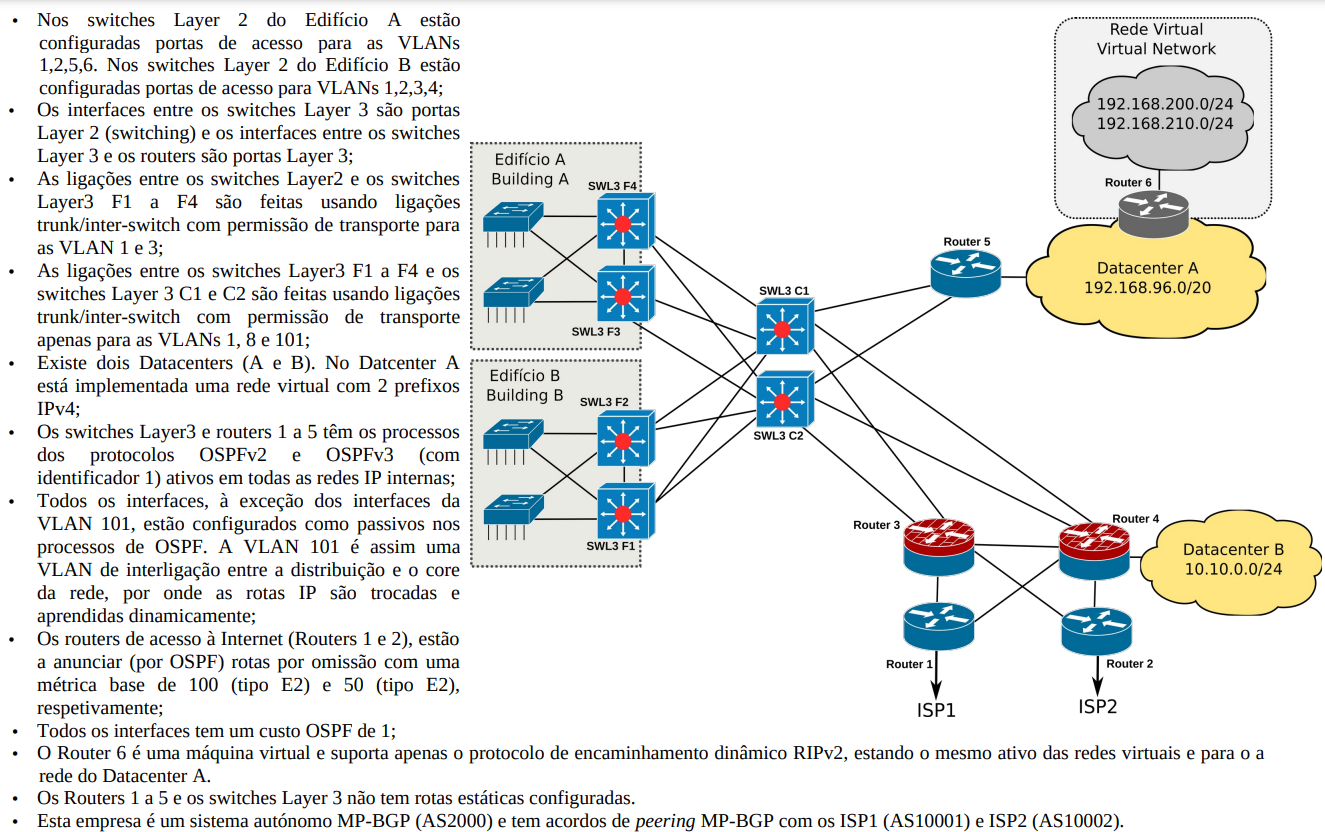 • Nos switches Layer 2 do Edifício A estão
configuradas portas de acesso para as VLANs
1,2,5,6. Nos switches Layer 2 do Edifício B estão
configuradas portas de acesso para VLANs 1,2,3,4;
• Os interfaces entre os switches Layer 3 são portas
Layer 2 (switching) e os interfaces entre os switches
Layer 3 e os routers são portas Layer 3;
• As ligações entre os switches Layer2 e os switches
Layer3 F1 a F4 são feitas usando ligações
trunk/inter-switch com permissão de transporte para
as VLAN 1 e 3;
• As ligações entre os switches Layer3 F1 a F4 e os
switches Layer 3 C1 e C2 são feitas usando ligações
trunk/inter-switch com permissão de transporte
apenas para as VLANs 1, 8 e 101;
• Existe dois Datacenters (A e B). No Datcenter A
está implementada uma rede virtual com 2 prefixos
IPv4;
• Os switches Layer3 e routers 1 a 5 têm os processos
dos protocolos OSPFv2 e OSPFv3 (com
identificador 1) ativos em todas as redes IP internas;
• Todos os interfaces, à exceção dos interfaces da
VLAN 101, estão configurados como passivos nos
processos de OSPF. A VLAN 101 é assim uma
VLAN de interligação entre a distribuição e o core
da rede, por onde as rotas IP são trocadas e
aprendidas dinamicamente;
• Os routers de acesso à Internet (Routers 1 e 2), estão
a anunciar (por OSPF) rotas por omissão com uma
métrica base de 100 (tipo E2) e 50 (tipo E2),
respetivamente;
• Todos os interfaces tem um custo OSPF de 1;
• O Router 6 é uma máquina virtual e suporta apenas o protocolo de encaminhamento dinâmico RIPv2, estando o mesmo ativo das redes virtuais e para o a
rede do Datacenter A.
• Os Routers 1 a 5 e os switches Layer 3 não tem rotas estáticas configuradas.
• Esta empresa é um sistema autónomo MP-BGP (AS2000) e tem acordos de peering MP-BGP com os ISP1 (AS10001) e ISP2 (AS10002).
Rede Virtual
Virtual Network
192.168.200.0/24
192.168.210.0/24
Router 6
Edifício A
Building A
SWL3 F4
SWL3 F3
Router 5
Datacenter A
192.168.96.0/20
SWL3 C1
SWL3 C2
Edifício B
Building B
SWL3 F2
SWL3 F1
Router 3
Router 4
Datacenter B
10.10.0.0/24
Router 1
Router 2
ISP1
ISP2